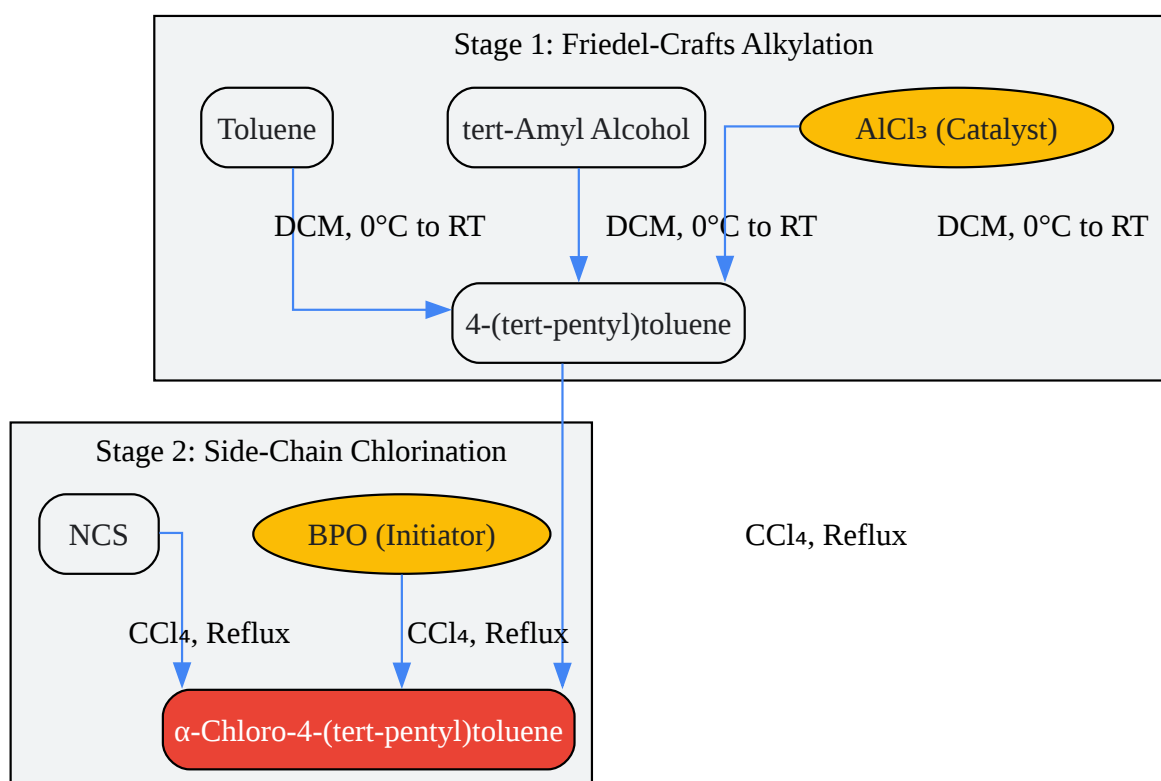 Stage 1: Friedel-Crafts Alkylation
Toluene
tert-Amyl Alcohol
AlCl₃ (Catalyst)
DCM, 0°C to RT
DCM, 0°C to RT
DCM, 0°C to RT
4-(tert-pentyl)toluene
Stage 2: Side-Chain Chlorination
NCS
BPO (Initiator)
CCl₄, Reflux
CCl₄, Reflux
CCl₄, Reflux
α-Chloro-4-(tert-pentyl)toluene